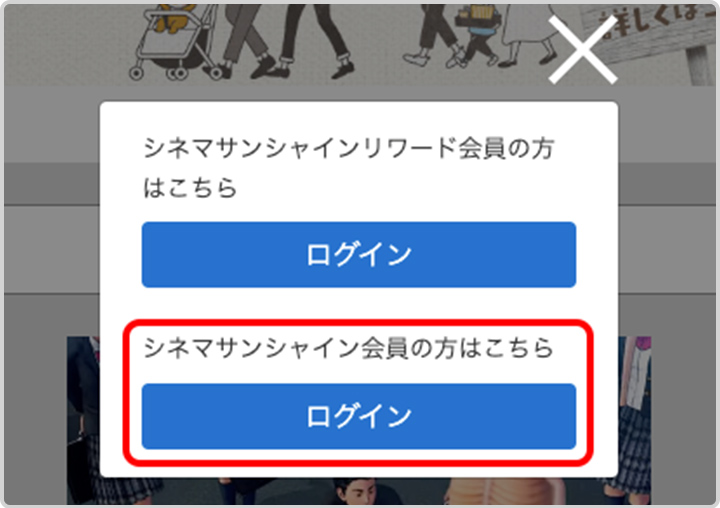 詳しくはこ
シネマサンシャインリワード会員の方
はこちら
ログイン
シネマサンシャイン会員の方はこちら
ログイン